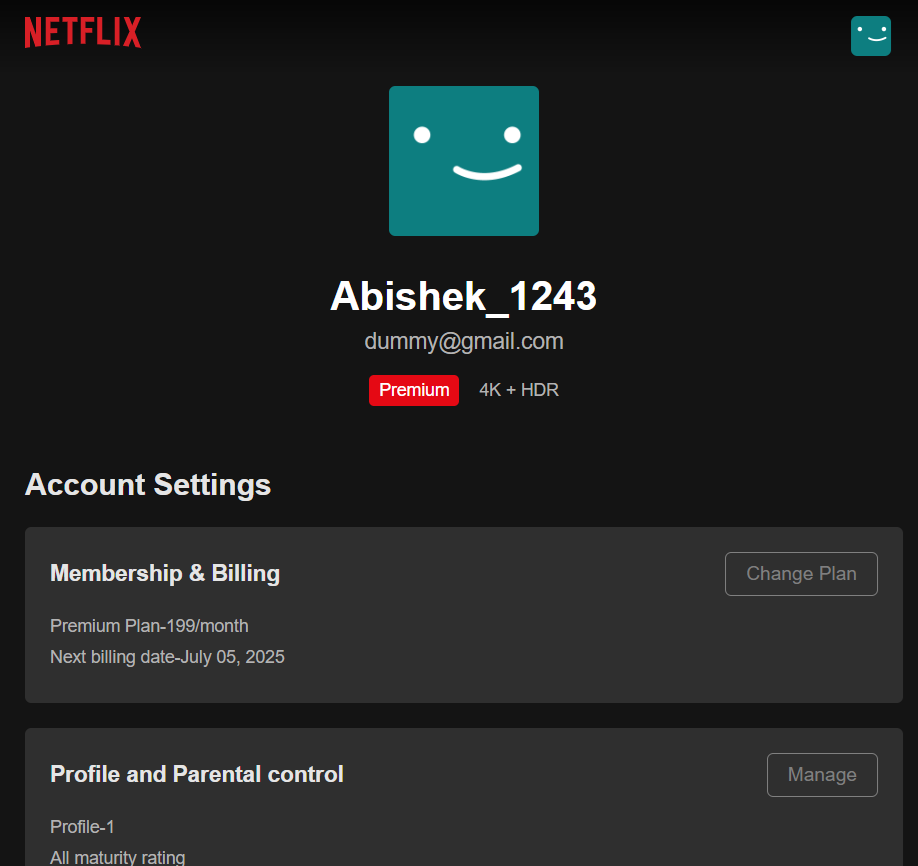 NETFLIX
Abishek_1243
dummy@gmail.com
Premium 4K + HDR
Account Settings
Membership & Billing
Change Plan
Premium Plan-199/month
Next billing date-July 05, 2025
Profile and Parental control
Manage
Profile-1
All maturity rating